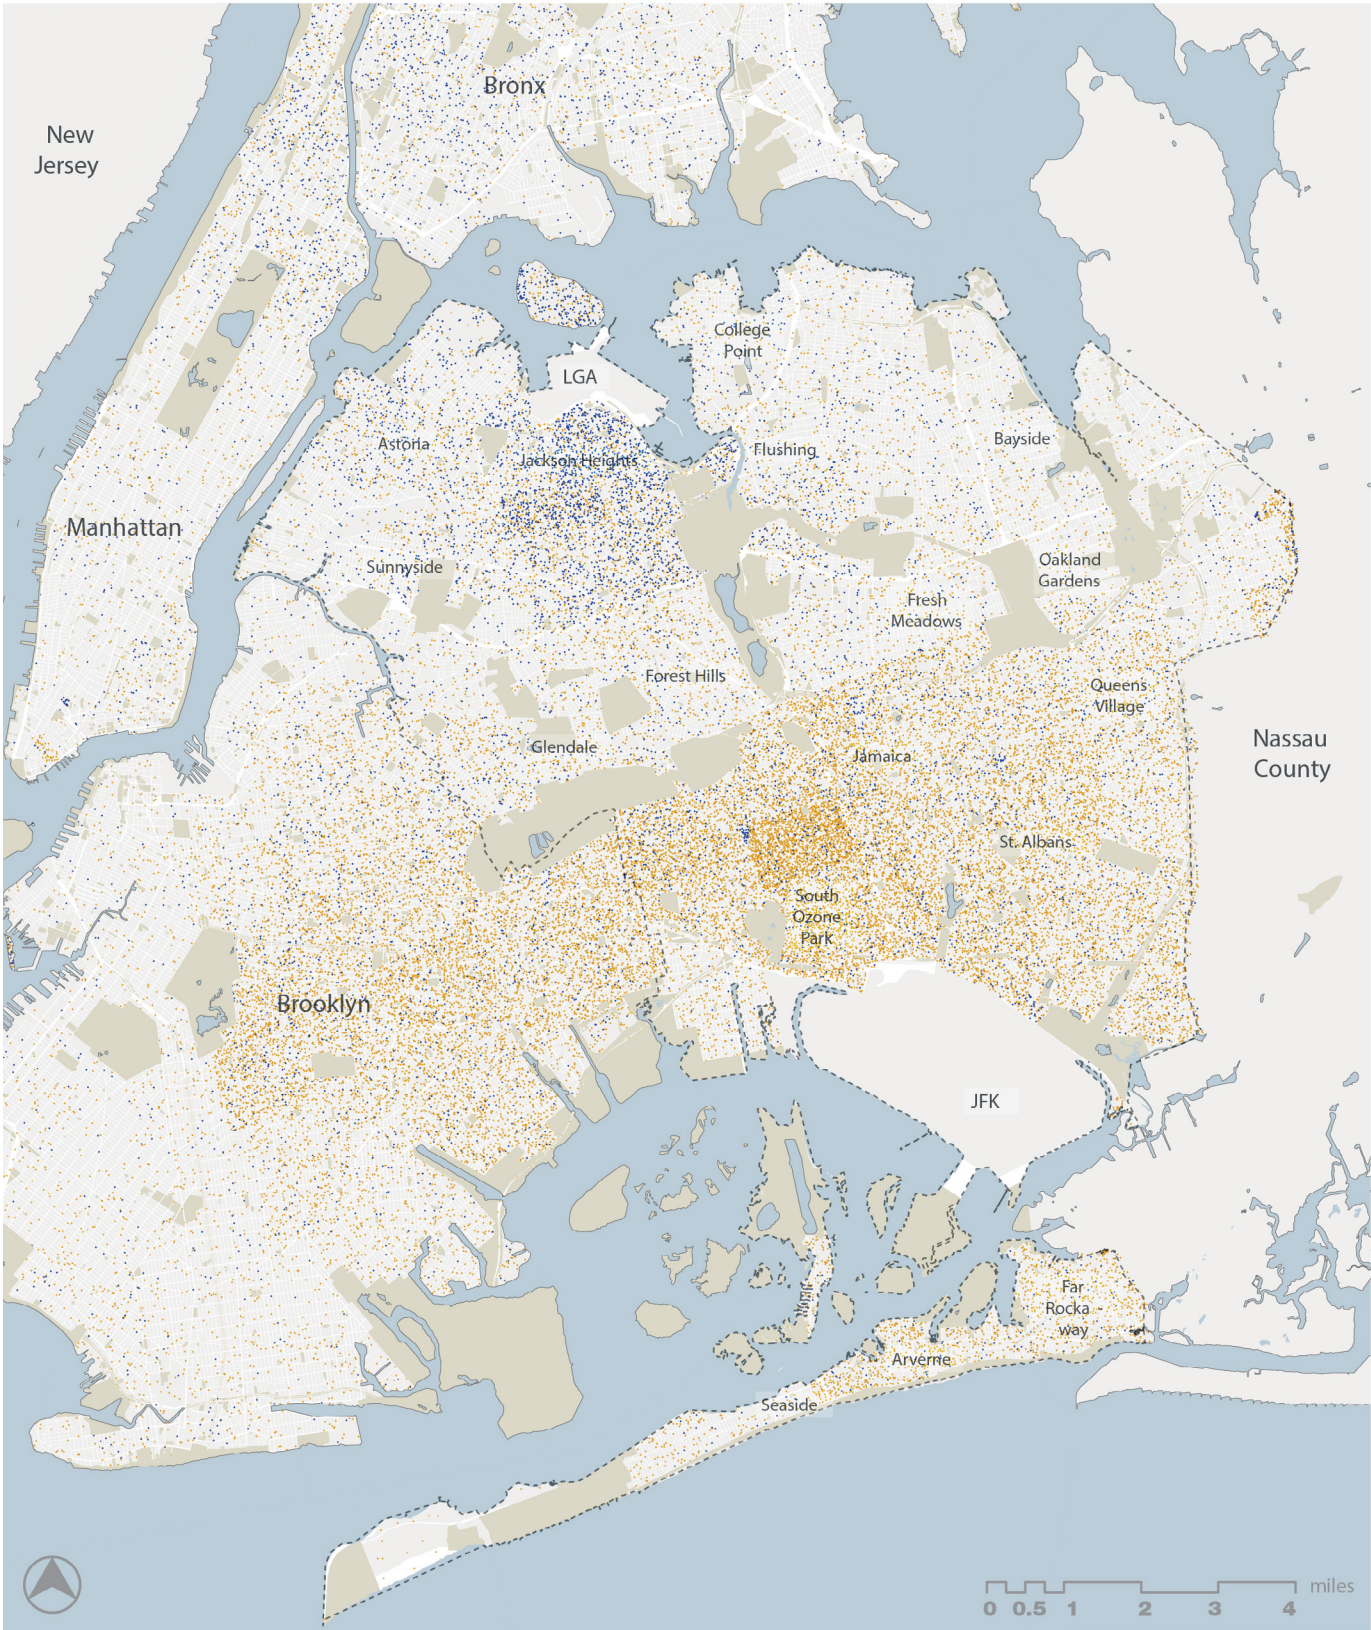 Bronx
New
Jersey
College
Point
LGA
Astoria
Jackson Heights
Flushing
Bayside
Manhattan
Sunnyside
Oakland
Gardens
Fresh
Meadows
Forest Hills
Queens
Village
Glendale
Jamaica
Nassau
County
St. Albans
South
Ozone
Park
Brooklyn
JFK
Far
Rocka -
way
Arverne
Seaside
miles
0 0.5 1 2 3 4